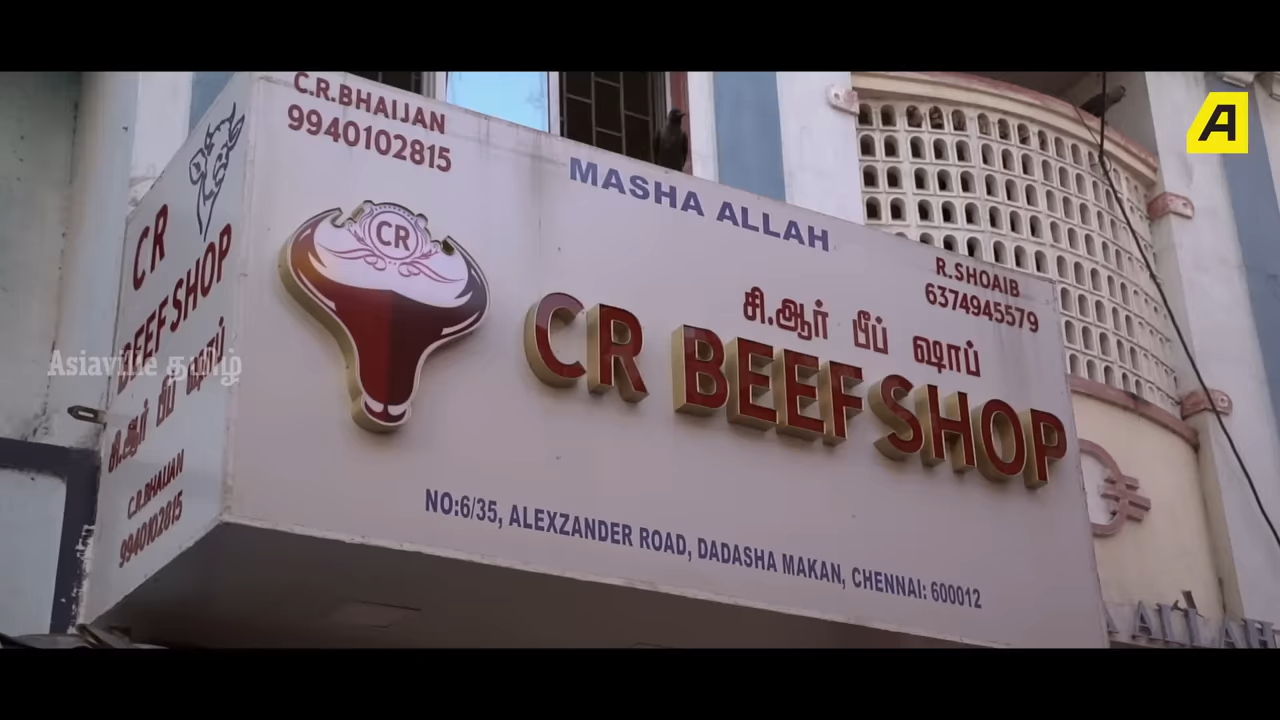 C.R.BHAIJAN
9940102815
MASHA ALLAH
R.SHOAIB
6374945579
CR
சி.ஆர் பீப் ஷாப்
CR BEEF SHOP
NO:6/35, ALEXZANDER ROAD, DADASHA MAKAN, CHENNAI: 600012
CR
BEEF SHOP
சி.ஆர் பீப் ஷாப்
C.R.BHAIJAN
9940102815
Asiaville தமிழ்
A
ALLAH